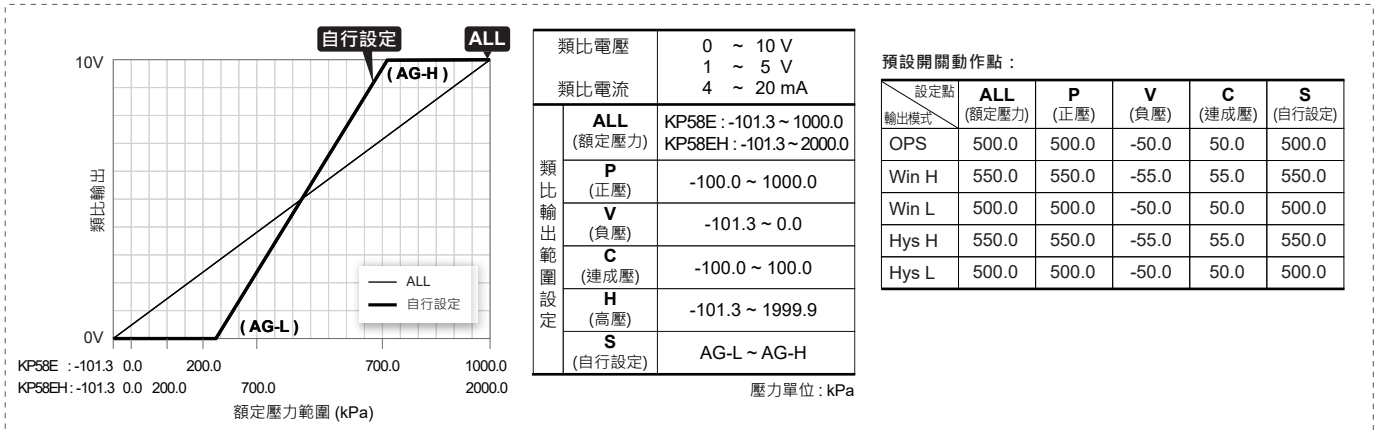 自行設定
ALL
10V
( AG-H )
類比輸出
ALL
自行設定
( AG-L )
0V
KP58E : -101.3 0.0 200.0 700.0 1000.0
KP58EH : -101.3 0.0 200.0 700.0 2000.0
額定壓力範圍 (kPa)
類比電壓 0 ~ 10 V
1 ~ 5 V
類比電流 4 ~ 20 mA
類比輸出範圍設定
ALL
(額定壓力)
KP58E : -101.3 ~ 1000.0
KP58EH : -101.3 ~ 2000.0
P
(正壓)
-100.0 ~ 1000.0
V
(負壓)
-101.3 ~ 0.0
C
(連成壓)
-100.0 ~ 100.0
H
(高壓)
-101.3 ~ 1999.9
S
(自行設定)
AG-L ~ AG-H
壓力單位 : kPa
預設開關動作點 :
設定點 ALL P V C S
輸出模式 (額定壓力) (正壓) (負壓) (連成壓) (自行設定)
OPS 500.0 500.0 -50.0 50.0 500.0
Win H 550.0 550.0 -55.0 55.0 550.0
Win L 500.0 500.0 -50.0 50.0 500.0
Hys H 550.0 550.0 -55.0 55.0 550.0
Hys L 500.0 500.0 -50.0 50.0 500.0